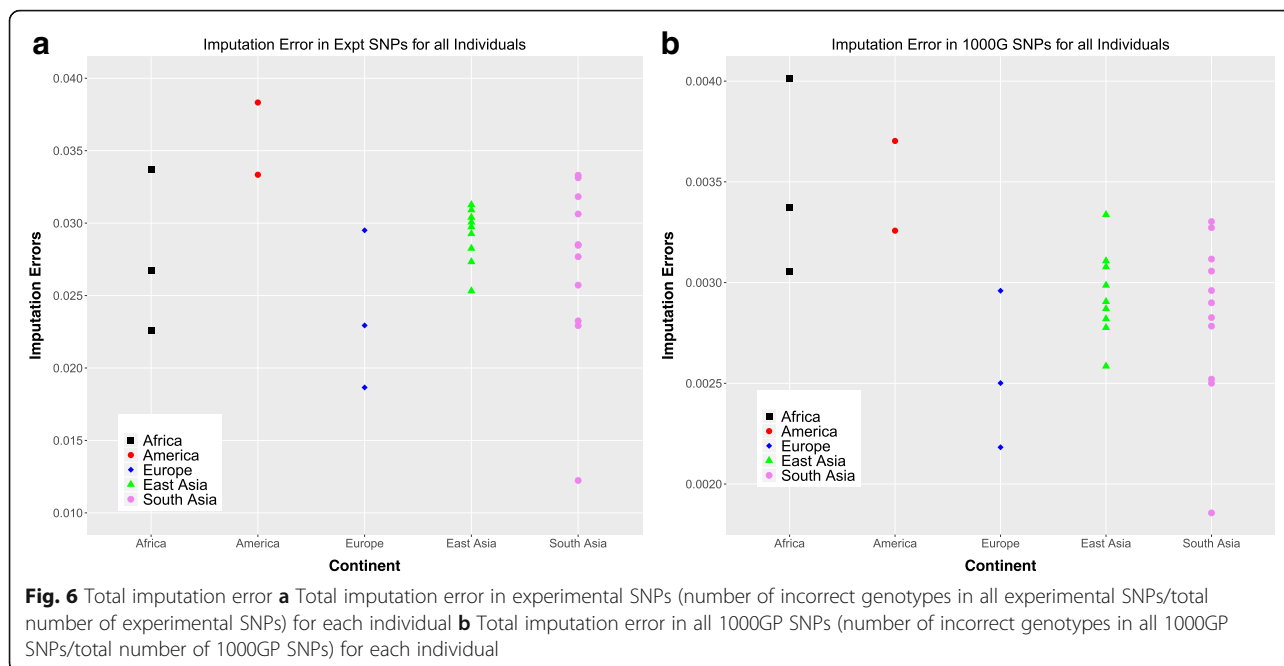 a
Imputation Error in Expt SNPs for all Individuals
Imputation Errors
0.040
0.035
0.030
0.025
0.020
0.015
0.010
Africa
America
Europe
East Asia
South Asia
Africa
America
Europe
East Asia
South Asia
Continent
b
Imputation Error in 1000G SNPs for all Individuals
Imputation Errors
0.0040
0.0035
0.0030
0.0025
0.0020
Africa
America
Europe
East Asia
South Asia
Africa
America
Europe
East Asia
South Asia
Continent
Fig. 6 Total imputation error a Total imputation error in experimental SNPs (number of incorrect genotypes in all experimental SNPs/total
number of experimental SNPs) for each individual b Total imputation error in all 1000GP SNPs (number of incorrect genotypes in all 1000GP
SNPs/total number of 1000GP SNPs) for each individual